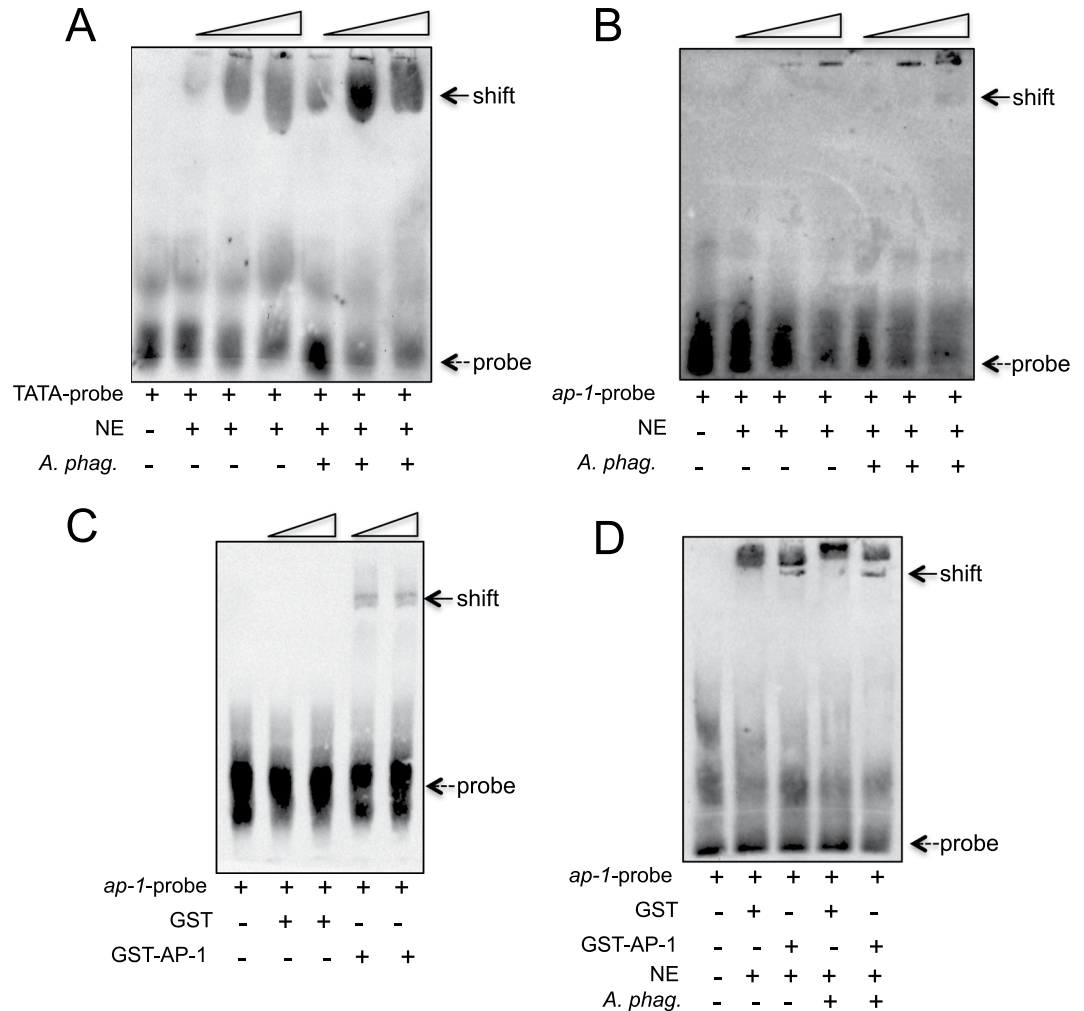 A
shift
probe
TATA-probe + + + + + + +
NE - + + + + + +
A. phag. - - - - + + +
B
shift
probe
ap-1-probe + + + + + + +
NE - + + + + + +
A. phag. - - - - + + +
C
shift
probe
ap-1-probe + + + + +
GST - + + - -
GST-AP-1 - - - + +
D
shift
probe
ap-1-probe + + + + +
GST - + - + -
GST-AP-1 - - + - +
NE - + + + +
A. phag. - - - + +